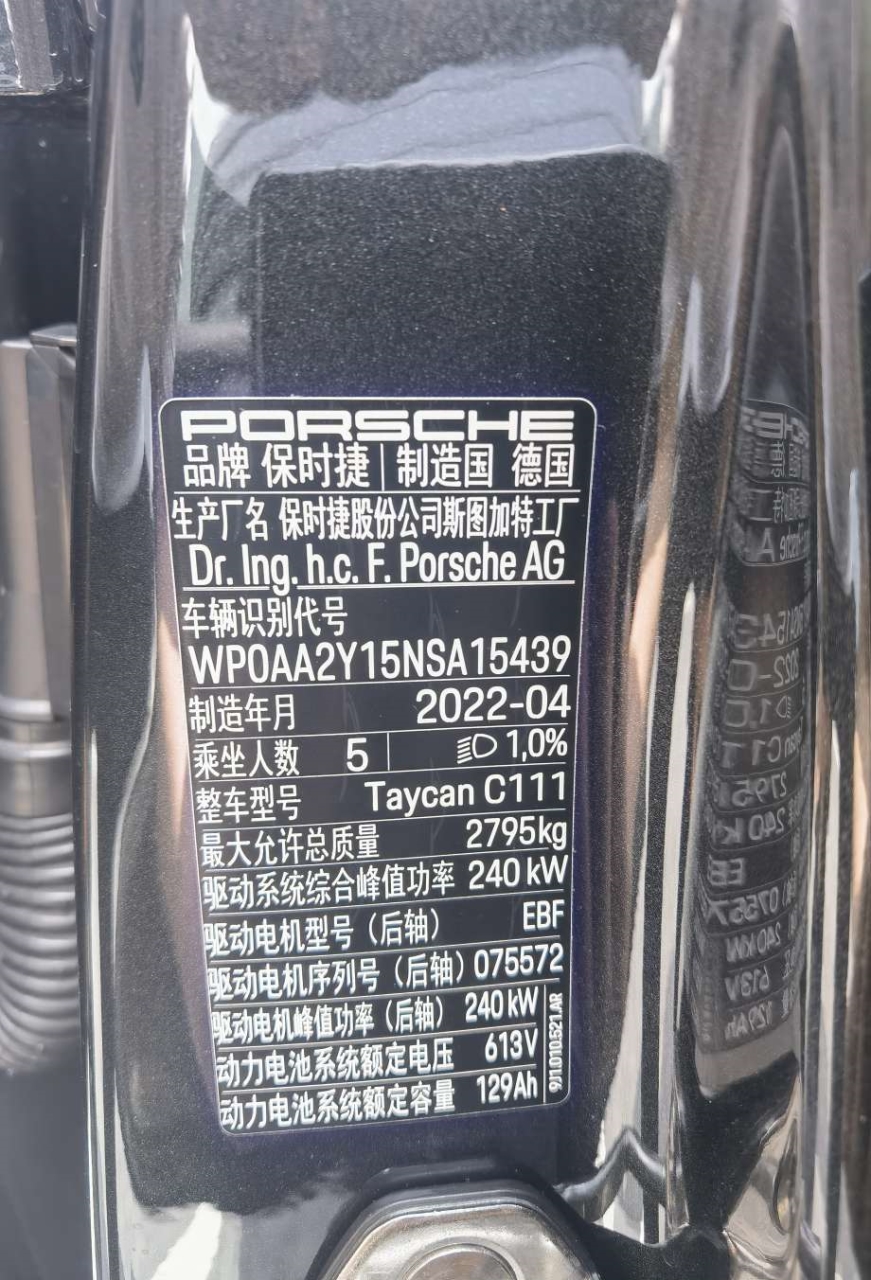 PORSCHE
品牌 保时捷 制造国 德国
生产厂名 保时捷股份公司斯图加特工厂
Dr. Ing. h.c. F. Porsche AG
车辆识别代号
WP0AA2Y15NSA15439
制造年月 2022-04
乘坐人数 5 1,0%
整车型号 Taycan C111
最大允许总质量 2795kg
驱动系统综合峰值功率 240 kW
驱动电机型号（后轴） EBF
驱动电机序列号（后轴） 075572
驱动电机峰值功率（后轴） 240 kW
动力电池系统额定电压 613V
动力电池系统额定容量 129Ah
9J1.010.521.AR